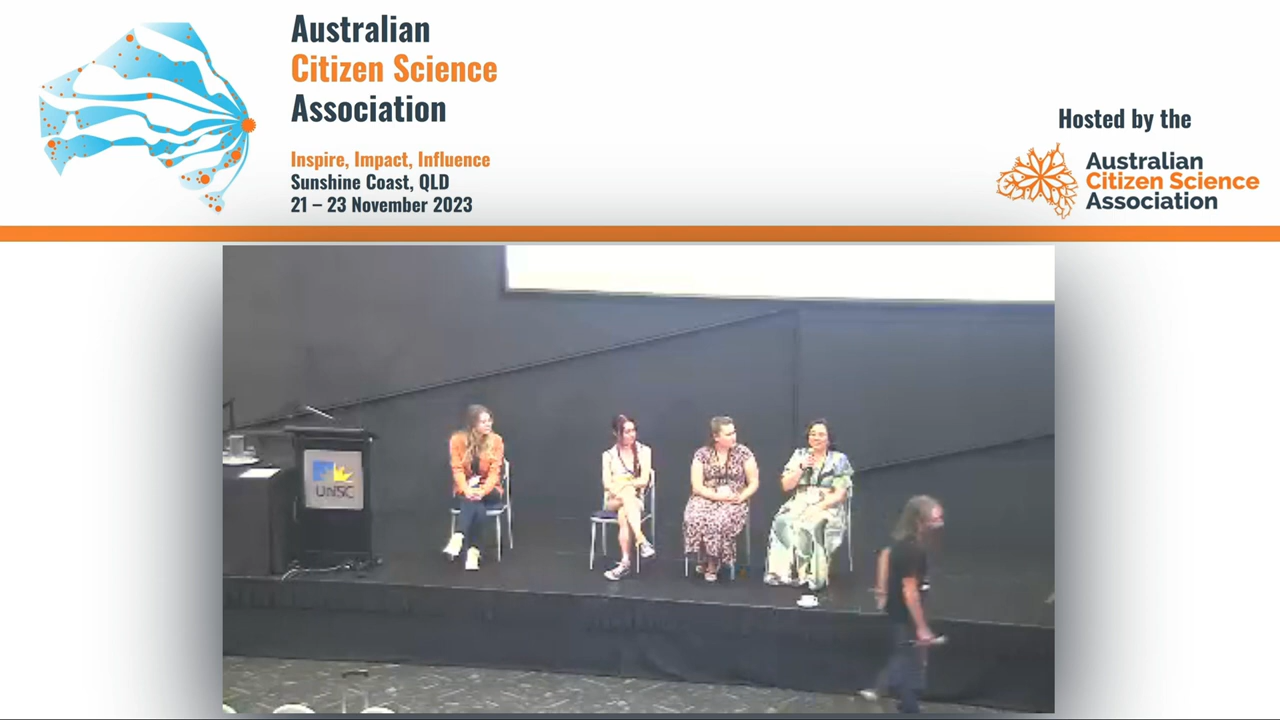 Australian
Citizen Science
Association
Inspire, Impact, Influence
Sunshine Coast, QLD
21 – 23 November 2023
Hosted by the
Australian
Citizen Science
Association
UniSC